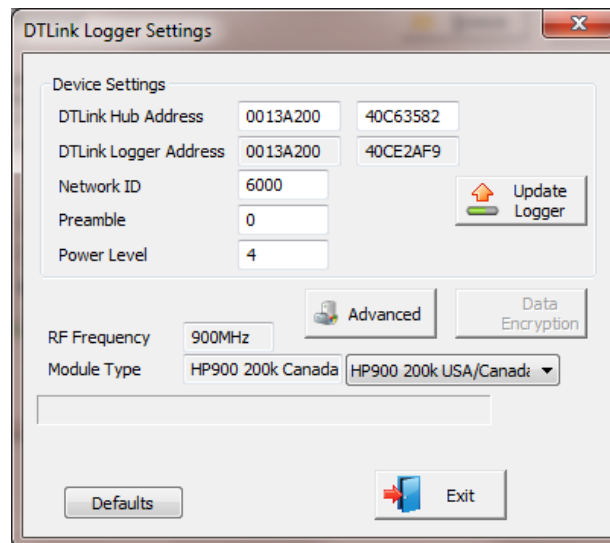 DTLink Logger Settings
Device Settings
DTLink Hub Address 0013A200 40C63582
DTLink Logger Address 0013A200 40CE2AF9
Network ID 6000
Preamble 0
Update Logger
Power Level 4
Advanced
Data Encryption
RF Frequency 900MHz
Module Type HP900 200k Canada HP900 200k USA/Canada
Defaults
Exit